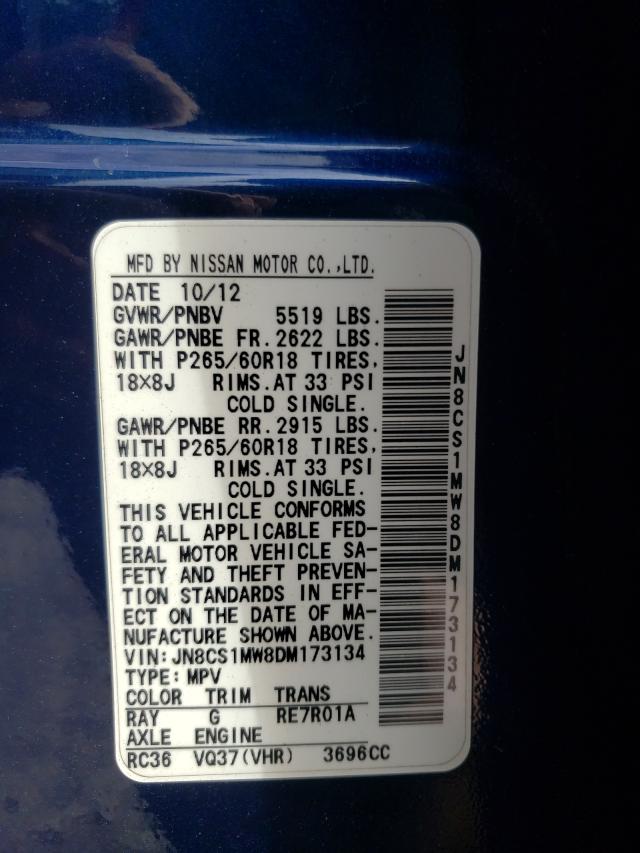 MFD BY NISSAN MOTOR CO.,LTD.
DATE 10/12
GVWR/PNBV 5519 LBS.
GAWR/PNBE FR. 2622 LBS.
WITH P265/60R18 TIRES,
18×8J RIMS. AT 33 PSI
COLD SINGLE.
GAWR/PNBE RR. 2915 LBS.
WITH P265/60R18 TIRES,
18×8J RIMS. AT 33 PSI
COLD SINGLE.
THIS VEHICLE CONFORMS
TO ALL APPLICABLE FED-
ERAL MOTOR VEHICLE SA-
FETY AND THEFT PREVEN-
TION STANDARDS IN EFF-
ECT ON THE DATE OF MA-
NUFACTURE SHOWN ABOVE.
VIN: JN8CS1MW8DM173134
TYPE: MPV
COLOR TRIM TRANS
RAY G RE7R01A
AXLE ENGINE
RC36 VQ37(VHR) 3696CC
JN8CS1MW8DM173134